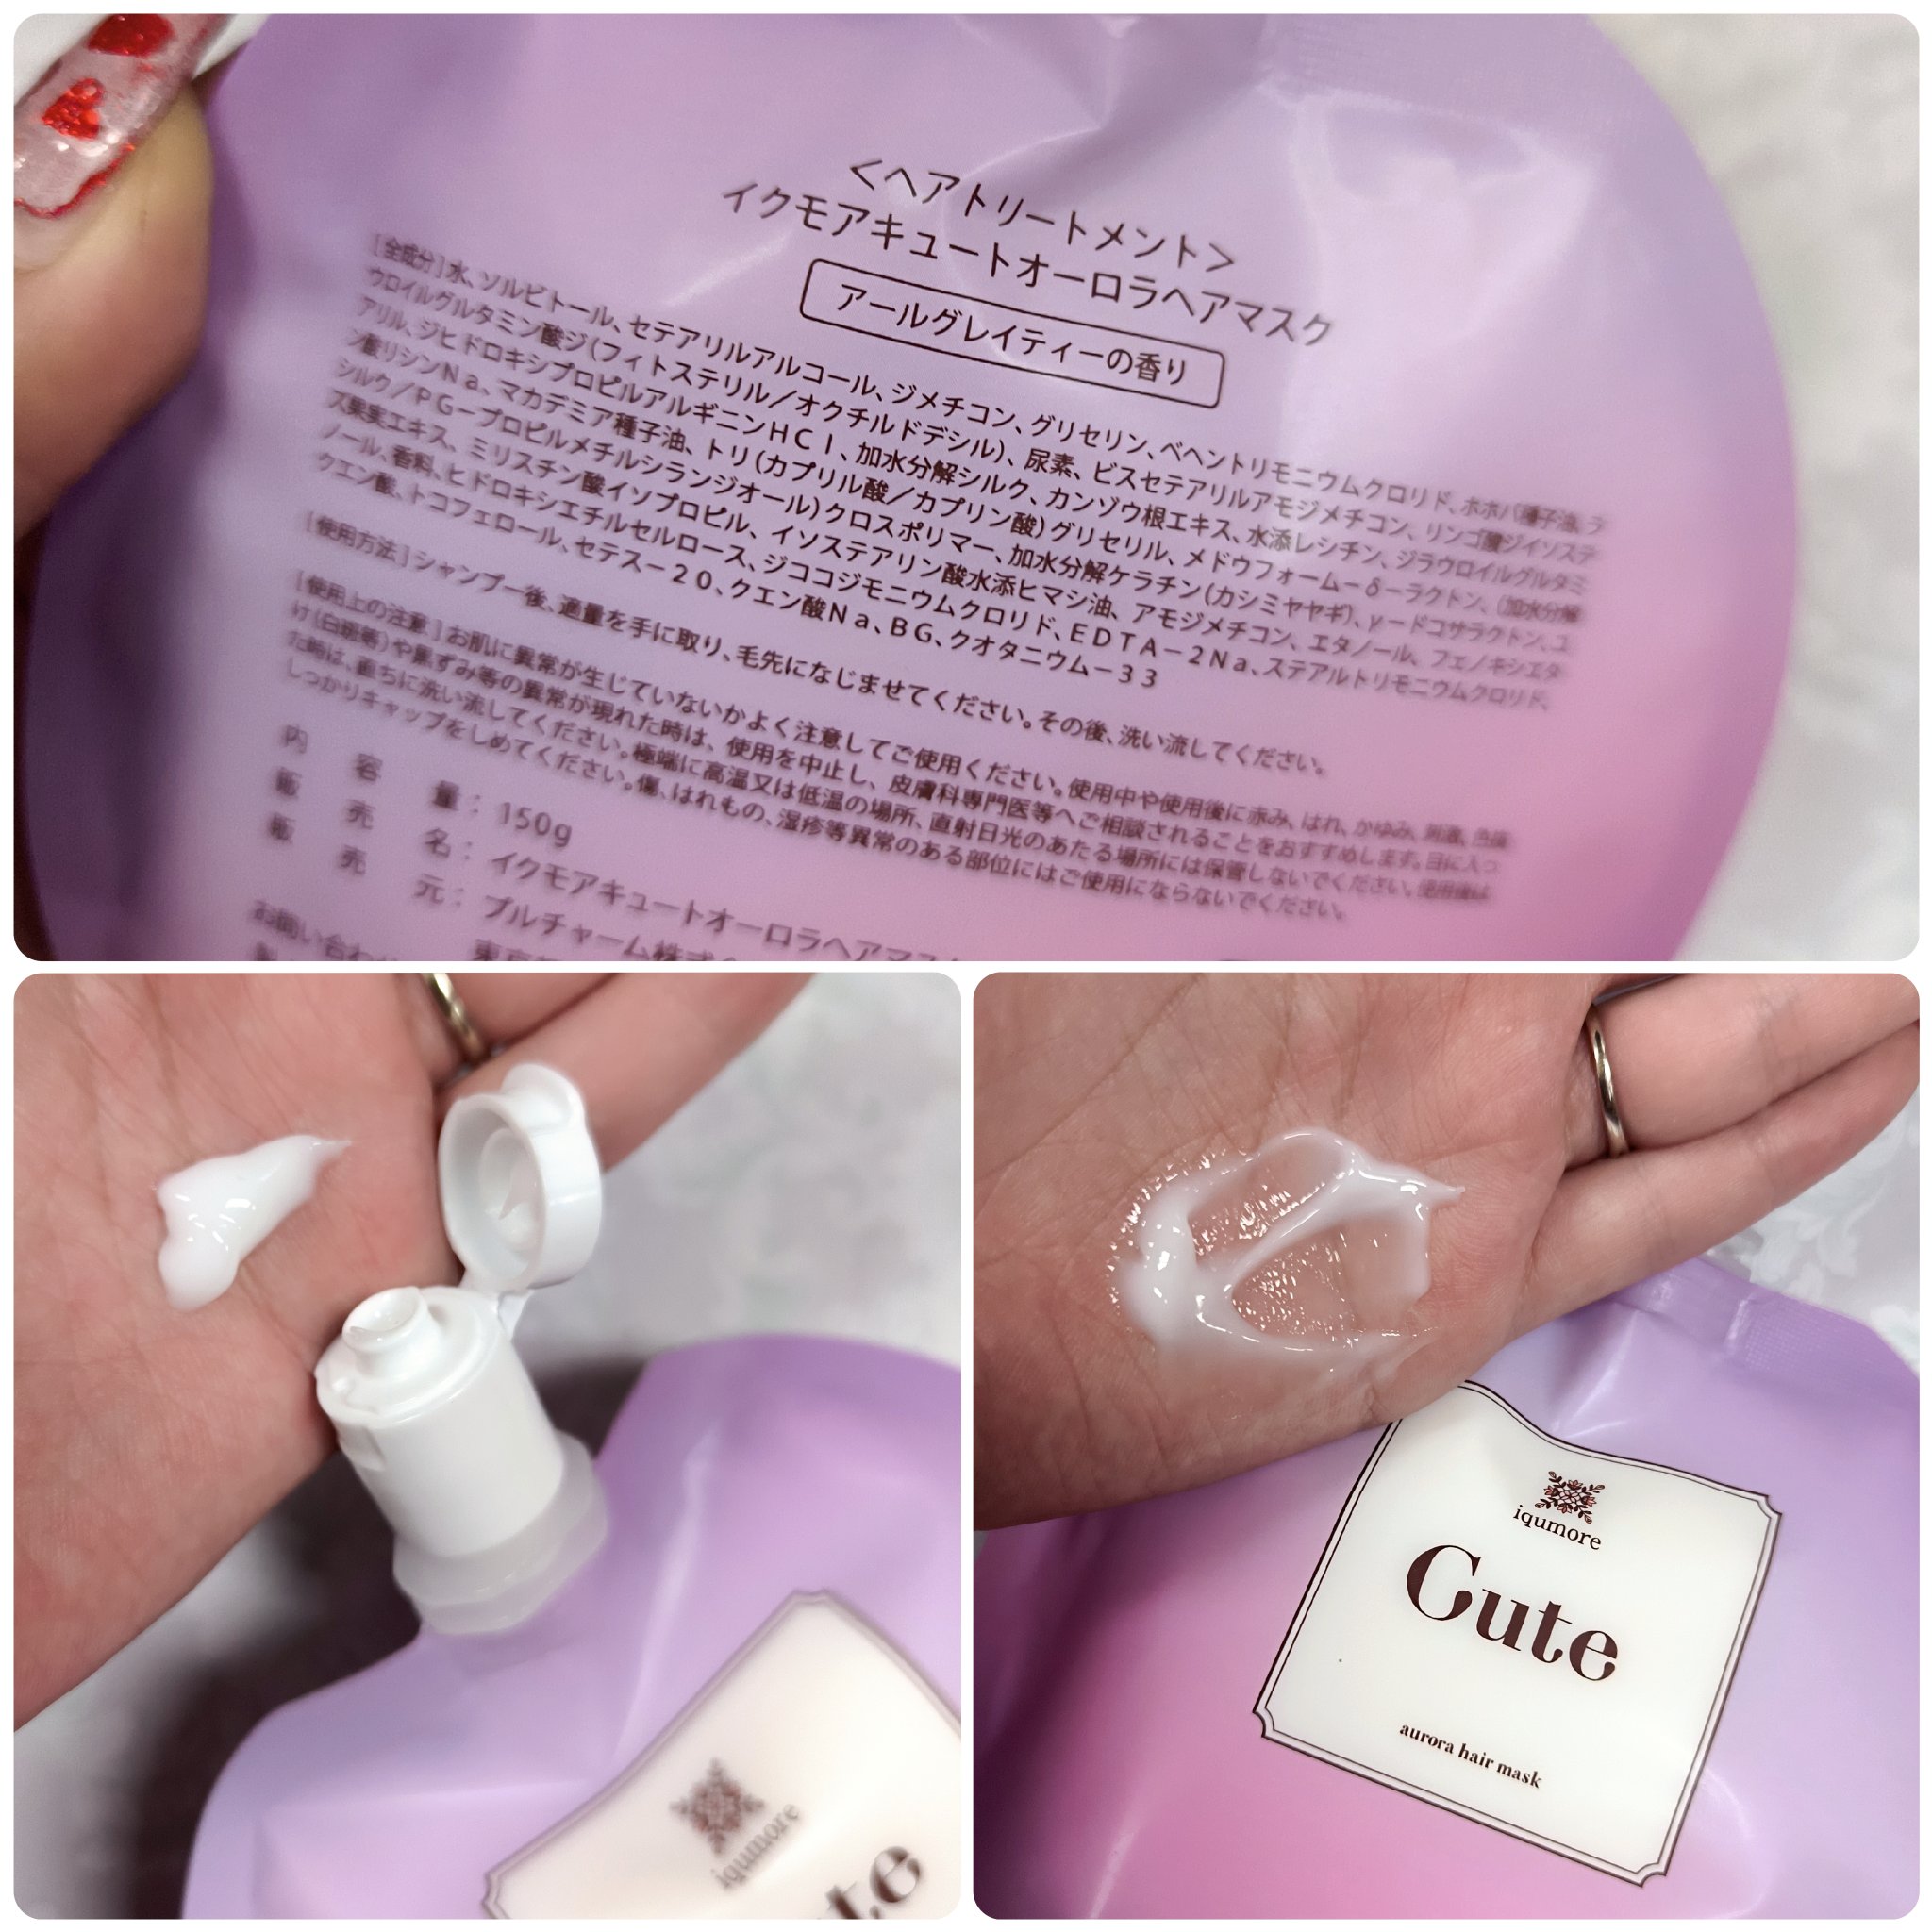 <ヘアトリートメント>
イクモアキュートオーロラヘアマスク
アールグレイティーの香り
[全成分]水、ソルビトール、セテアリルアルコール、ジメチコン、グリセリン、ベヘントリモニウムクロリド、ホホバ種子油、ラ
ウロイルグルタミン酸ジ(フィトステリル/オクチルドデシル)、尿素、ビスセテアリルアモジメチコン、リンゴ酸ジイソステ
アリル、ジヒドロキシプロピルアルギニンHCl、加水分解シルク、カンゾウ根エキス、水添レシチン、ジラウロイルグルタミ
ン酸リシンNa、マカデミア種子油、トリ(カプリル酸/カプリン酸)グリセリル、メドウフォーム-δ-ラクトン、(加水分解
シルク/PG-プロピルメチルシランジオール)クロスポリマー、加水分解ケラチン(カシミヤヤギ)、γ-ドコサラクトン、ユ
ズ果実エキス、ミリスチン酸イソプロピル、イソステアリン酸水添ヒマシ油、アモジメチコン、エタノール、フェノキシエタ
ノール、香料、ヒドロキシエチルセルロース、ジココジモニウムクロリド、EDTA-2Na、ステアルトリモニウムクロリド、
クエン酸、トコフェロール、セテス-20、クエン酸Na、BG、クオタニウム-33
[使用方法]シャンプー後、適量を手に取り、毛先になじませてください。その後、洗い流してください。
[使用上の注意]お肌に異常が生じていないかよく注意してご使用ください。使用中や使用後に赤み、はれ、かゆみ、刺激、色抜
け(白斑等)や黒ずみ等の異常が現れた時は、使用を中止し、皮膚科専門医等へご相談されることをおすすめします。目に入っ
た時は、直ちに洗い流してください。極端に高温又は低温の場所、直射日光のあたる場所には保管しないでください。使用後は
しっかりキャップをしめてください。傷、はれもの、湿疹等異常のある部位にはご使用にならないでください。
内容量:150g
販売名:イクモアキュートオーロラヘアマスク
販売元:プルチャーム株式
お問い合わ
iqumore
iqumore
Cute
aurora hair mask